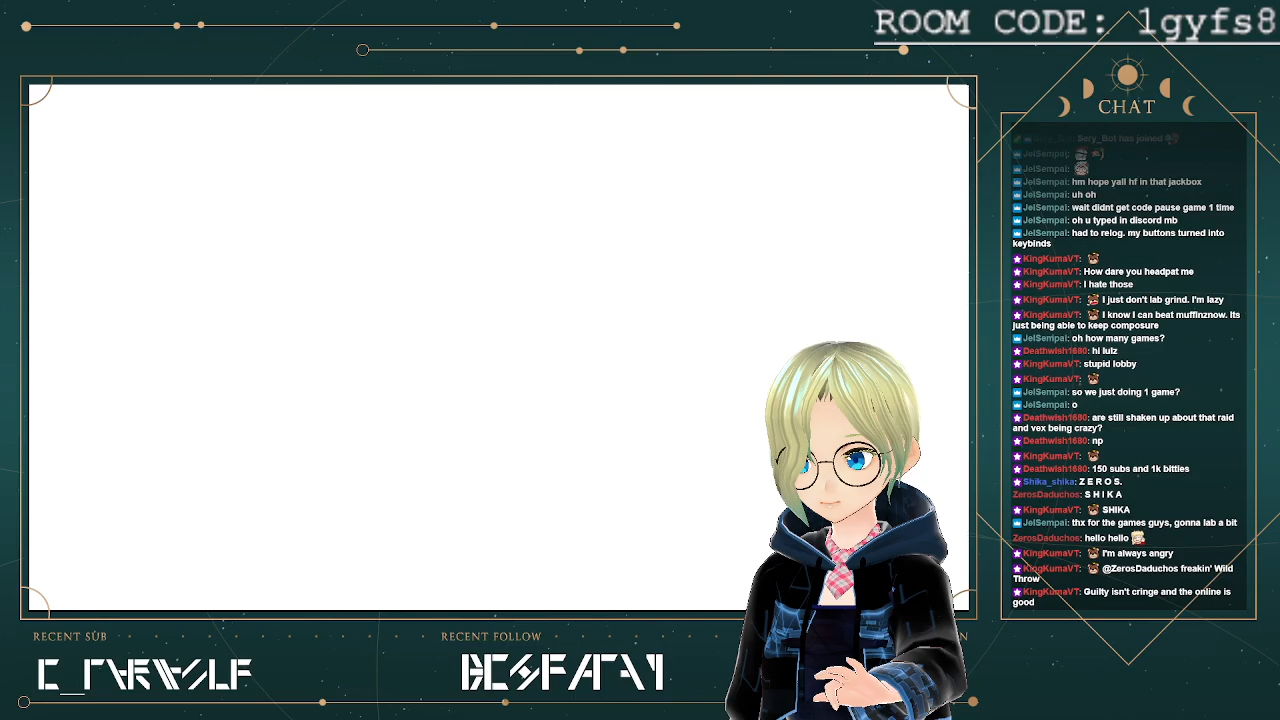 ROOM CODE: lgyfs8
CHAT
Sery_Bot has joined
JelSempai:
JelSempai:
JelSempai: hm hope yall hf in that jackbox
JelSempai: uh oh
JelSempai: wait didnt get code pause game 1 time
JelSempai: oh u typed in discord mb
JelSempai: had to relog. my buttons turned into
keybinds
KingKumaVT:
KingKumaVT: How dare you headpat me
KingKumaVT: I hate those
KingKumaVT: I just don't lab grind. I'm lazy
KingKumaVT: I know I can beat muffinznow. Its
just being able to keep composure
JelSempai: oh how many games?
Deathwish1680: hi lulz
KingKumaVT: stupid lobby
KingKumaVT:
JelSempai: so we just doing 1 game?
JelSempai: o
Deathwish1680: are still shaken up about that raid
and vex being crazy?
Deathwish1680: np
KingKumaVT:
Deathwish1680: 150 subs and 1k bitties
Shika_shika: Z E R O S.
ZerosDaduchos: S H I K A
KingKumaVT: SHIKA
JelSempai: thx for the games guys, gonna lab a bit
ZerosDaduchos: hello hello
KingKumaVT: I'm always angry
KingKumaVT: @ZerosDaduchos freakin' Wild
Throw
KingKumaVT: Guilty isn't cringe and the online is
good
RECENT SUB
RECENT FOLLOW